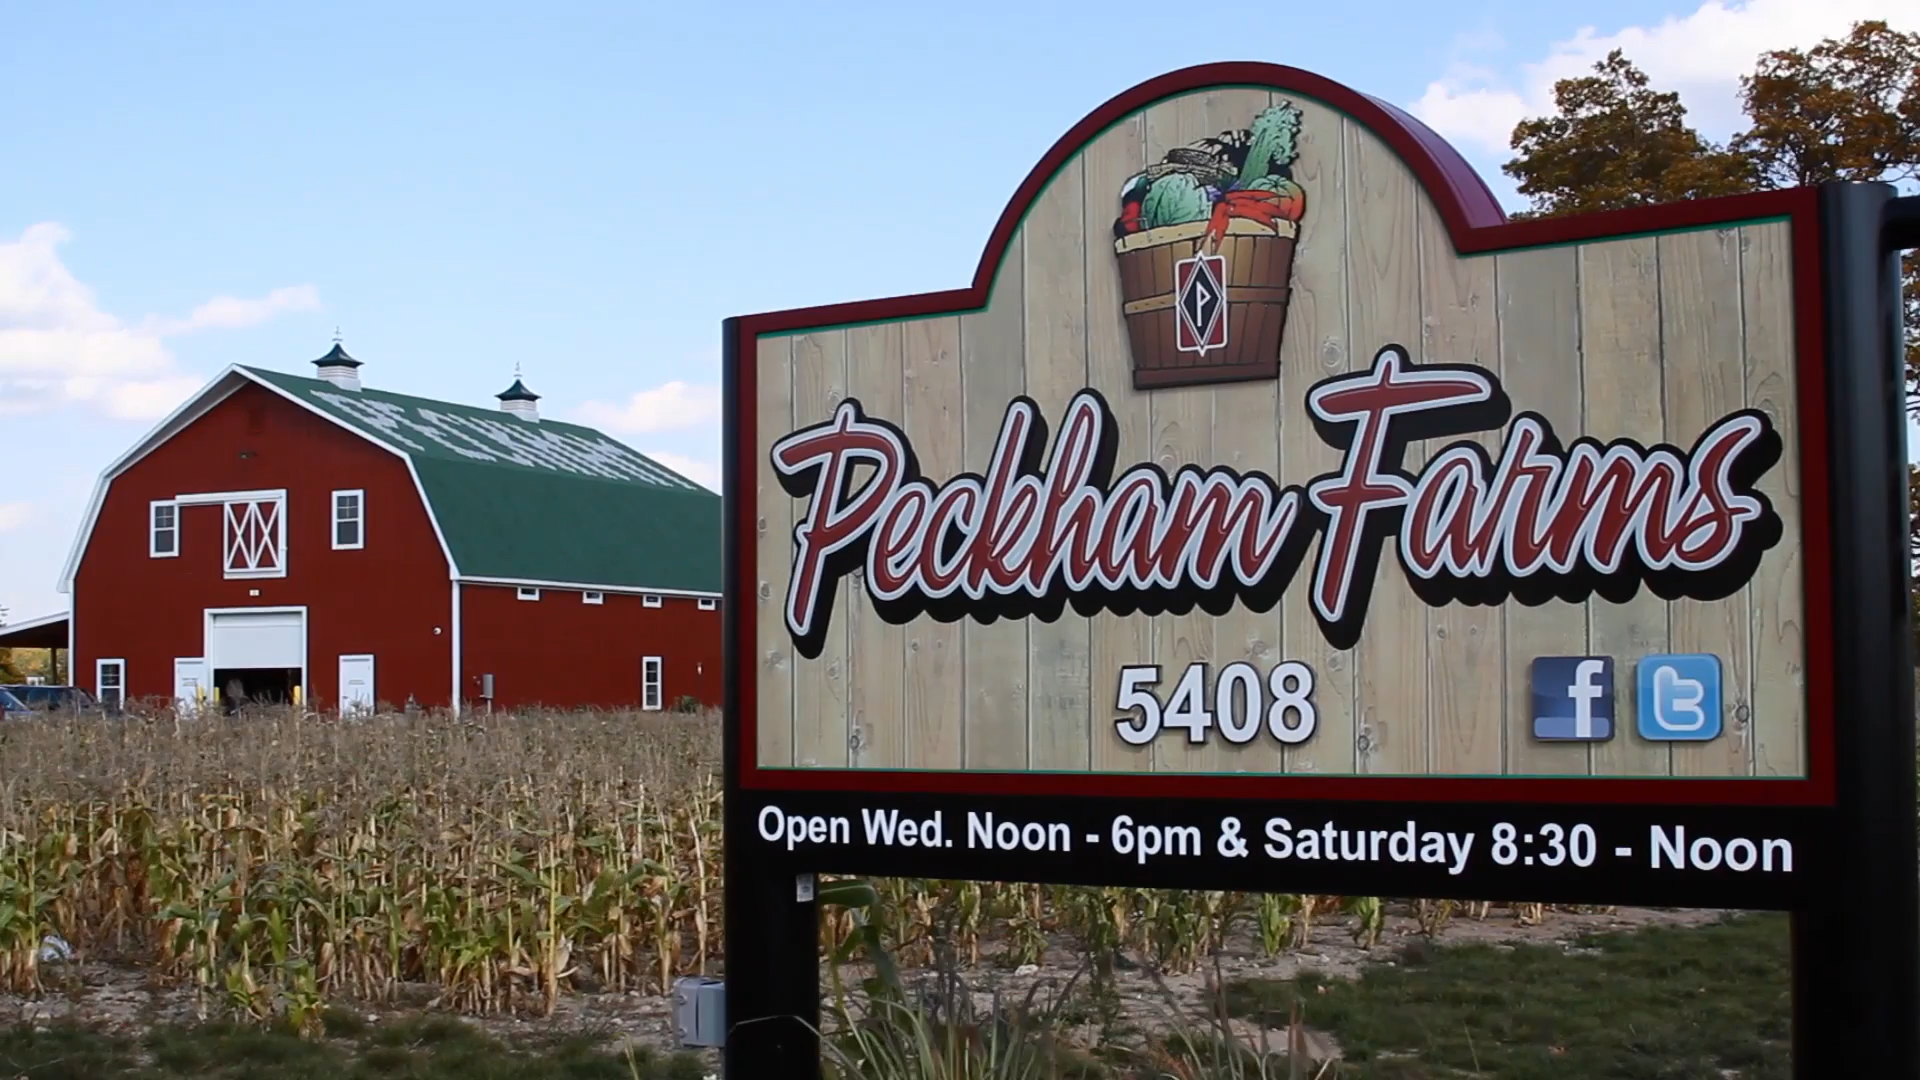 P
Peckham Farms
5408
f t
Open Wed. Noon - 6pm & Saturday 8:30 - Noon